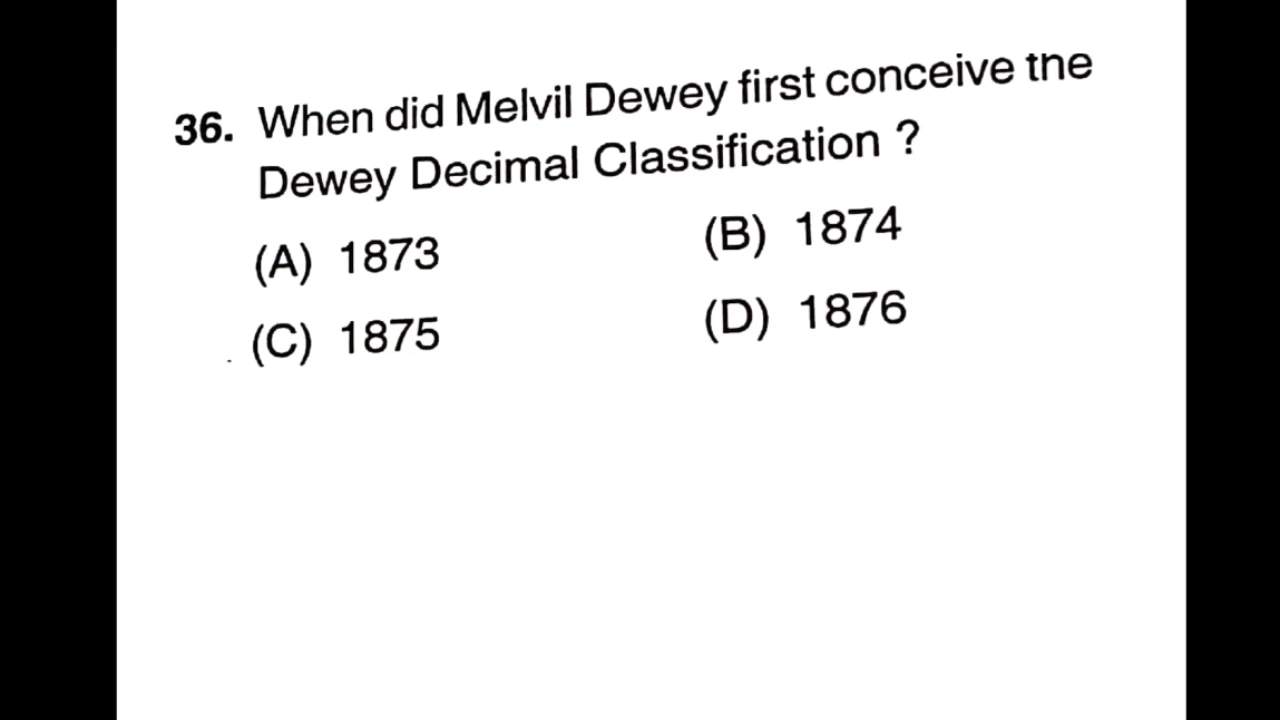 36. When did Melvil Dewey first conceive the
Dewey Decimal Classification ?
(A) 1873 (B) 1874
(C) 1875 (D) 1876